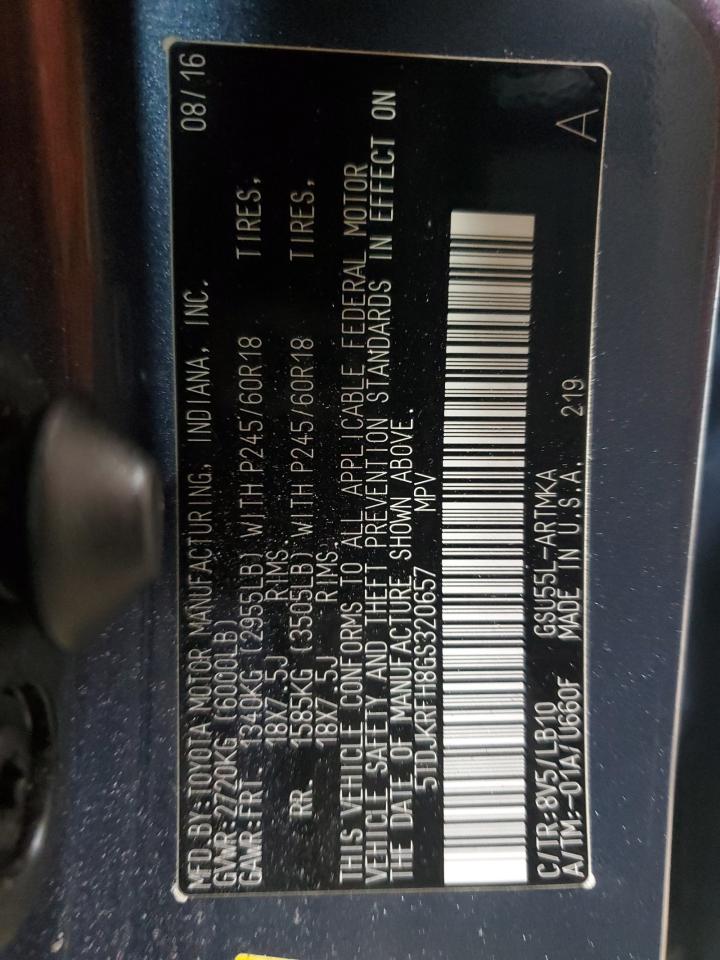 MFD.BY:TOYOTA MOTOR MANUFACTURING, INDIANA, INC. 08/16
GVWR:2720KG (6000LB)
GAWR:FRT. 1340KG (2955LB) WITH P245/60R18 TIRES,
18X7.5J RIMS.
RR. 1585KG (3505LB) WITH P245/60R18 TIRES,
18X7.5J RIMS.
THIS VEHICLE CONFORMS TO ALL APPLICABLE FEDERAL MOTOR
VEHICLE SAFETY AND THEFT PREVENTION STANDARDS IN EFFECT ON
THE DATE OF MANUFACTURE SHOWN ABOVE.
5TDJKRFH8GS320657 MPV
C/TR:8V5/LB10 GSU55L-ARTMKA
A/TM:-01A/U660F MADE IN U.S.A. 219 A